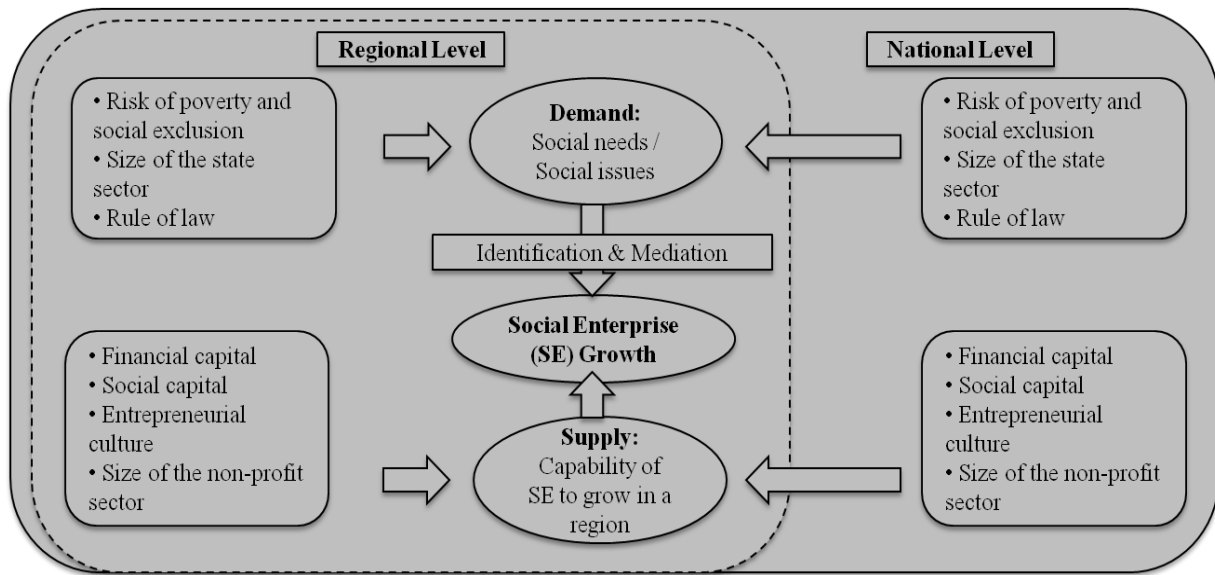 Regional Level
National Level
• Risk of poverty and
social exclusion
• Size of the state
sector
• Rule of law
Demand:
Social needs /
Social issues
• Risk of poverty and
social exclusion
• Size of the state
sector
• Rule of law
Identification & Mediation
Social Enterprise
(SE) Growth
• Financial capital
• Social capital
• Entrepreneurial
culture
• Size of the non-profit
sector
Supply:
Capability of
SE to grow in a
region
• Financial capital
• Social capital
• Entrepreneurial
culture
• Size of the non-profit
sector